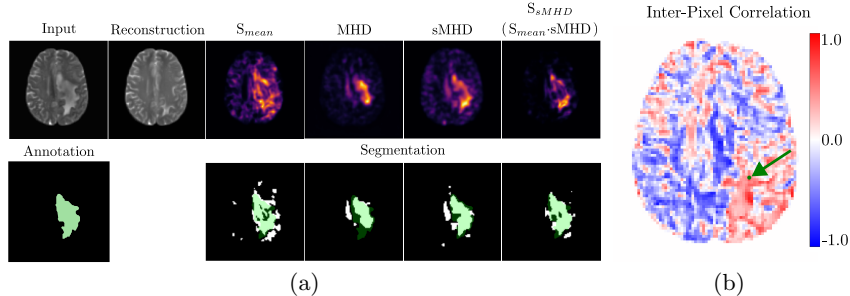 Input
Reconstruction
S_mean
MHD
sMHD
S_sMHD
(S_mean·sMHD)
Annotation
Segmentation
(a)
Inter-Pixel Correlation
1.0
0.0
-1.0
(b)